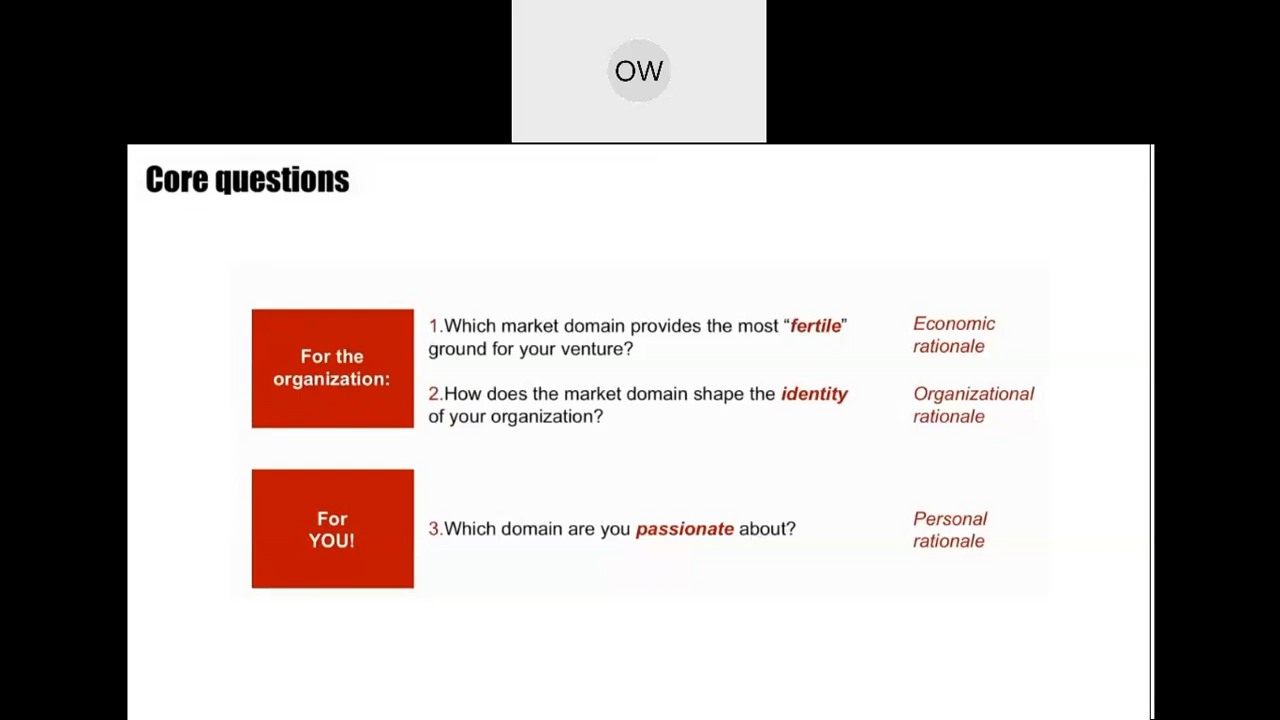 OW
Core questions
For the
organization:
1.Which market domain provides the most “fertile”
ground for your venture?
Economic
rationale
2.How does the market domain shape the identity
of your organization?
Organizational
rationale
For
YOU!
3.Which domain are you passionate about?
Personal
rationale